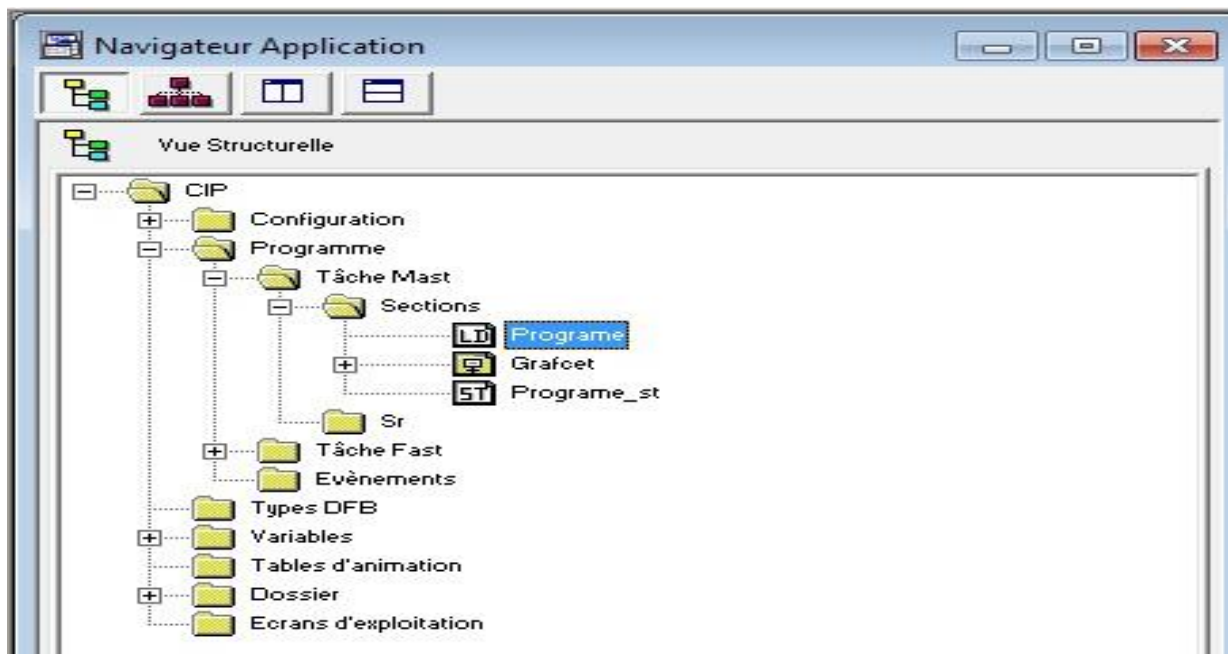 Navigateur Application
Vue Structurelle
CIP
Configuration
Programme
Tâche Mast
Sections
LD Programe
Grafcet
ST Programe_st
Sr
Tâche Fast
Evènements
Types DFB
Variables
Tables d'animation
Dossier
Ecrans d'exploitation